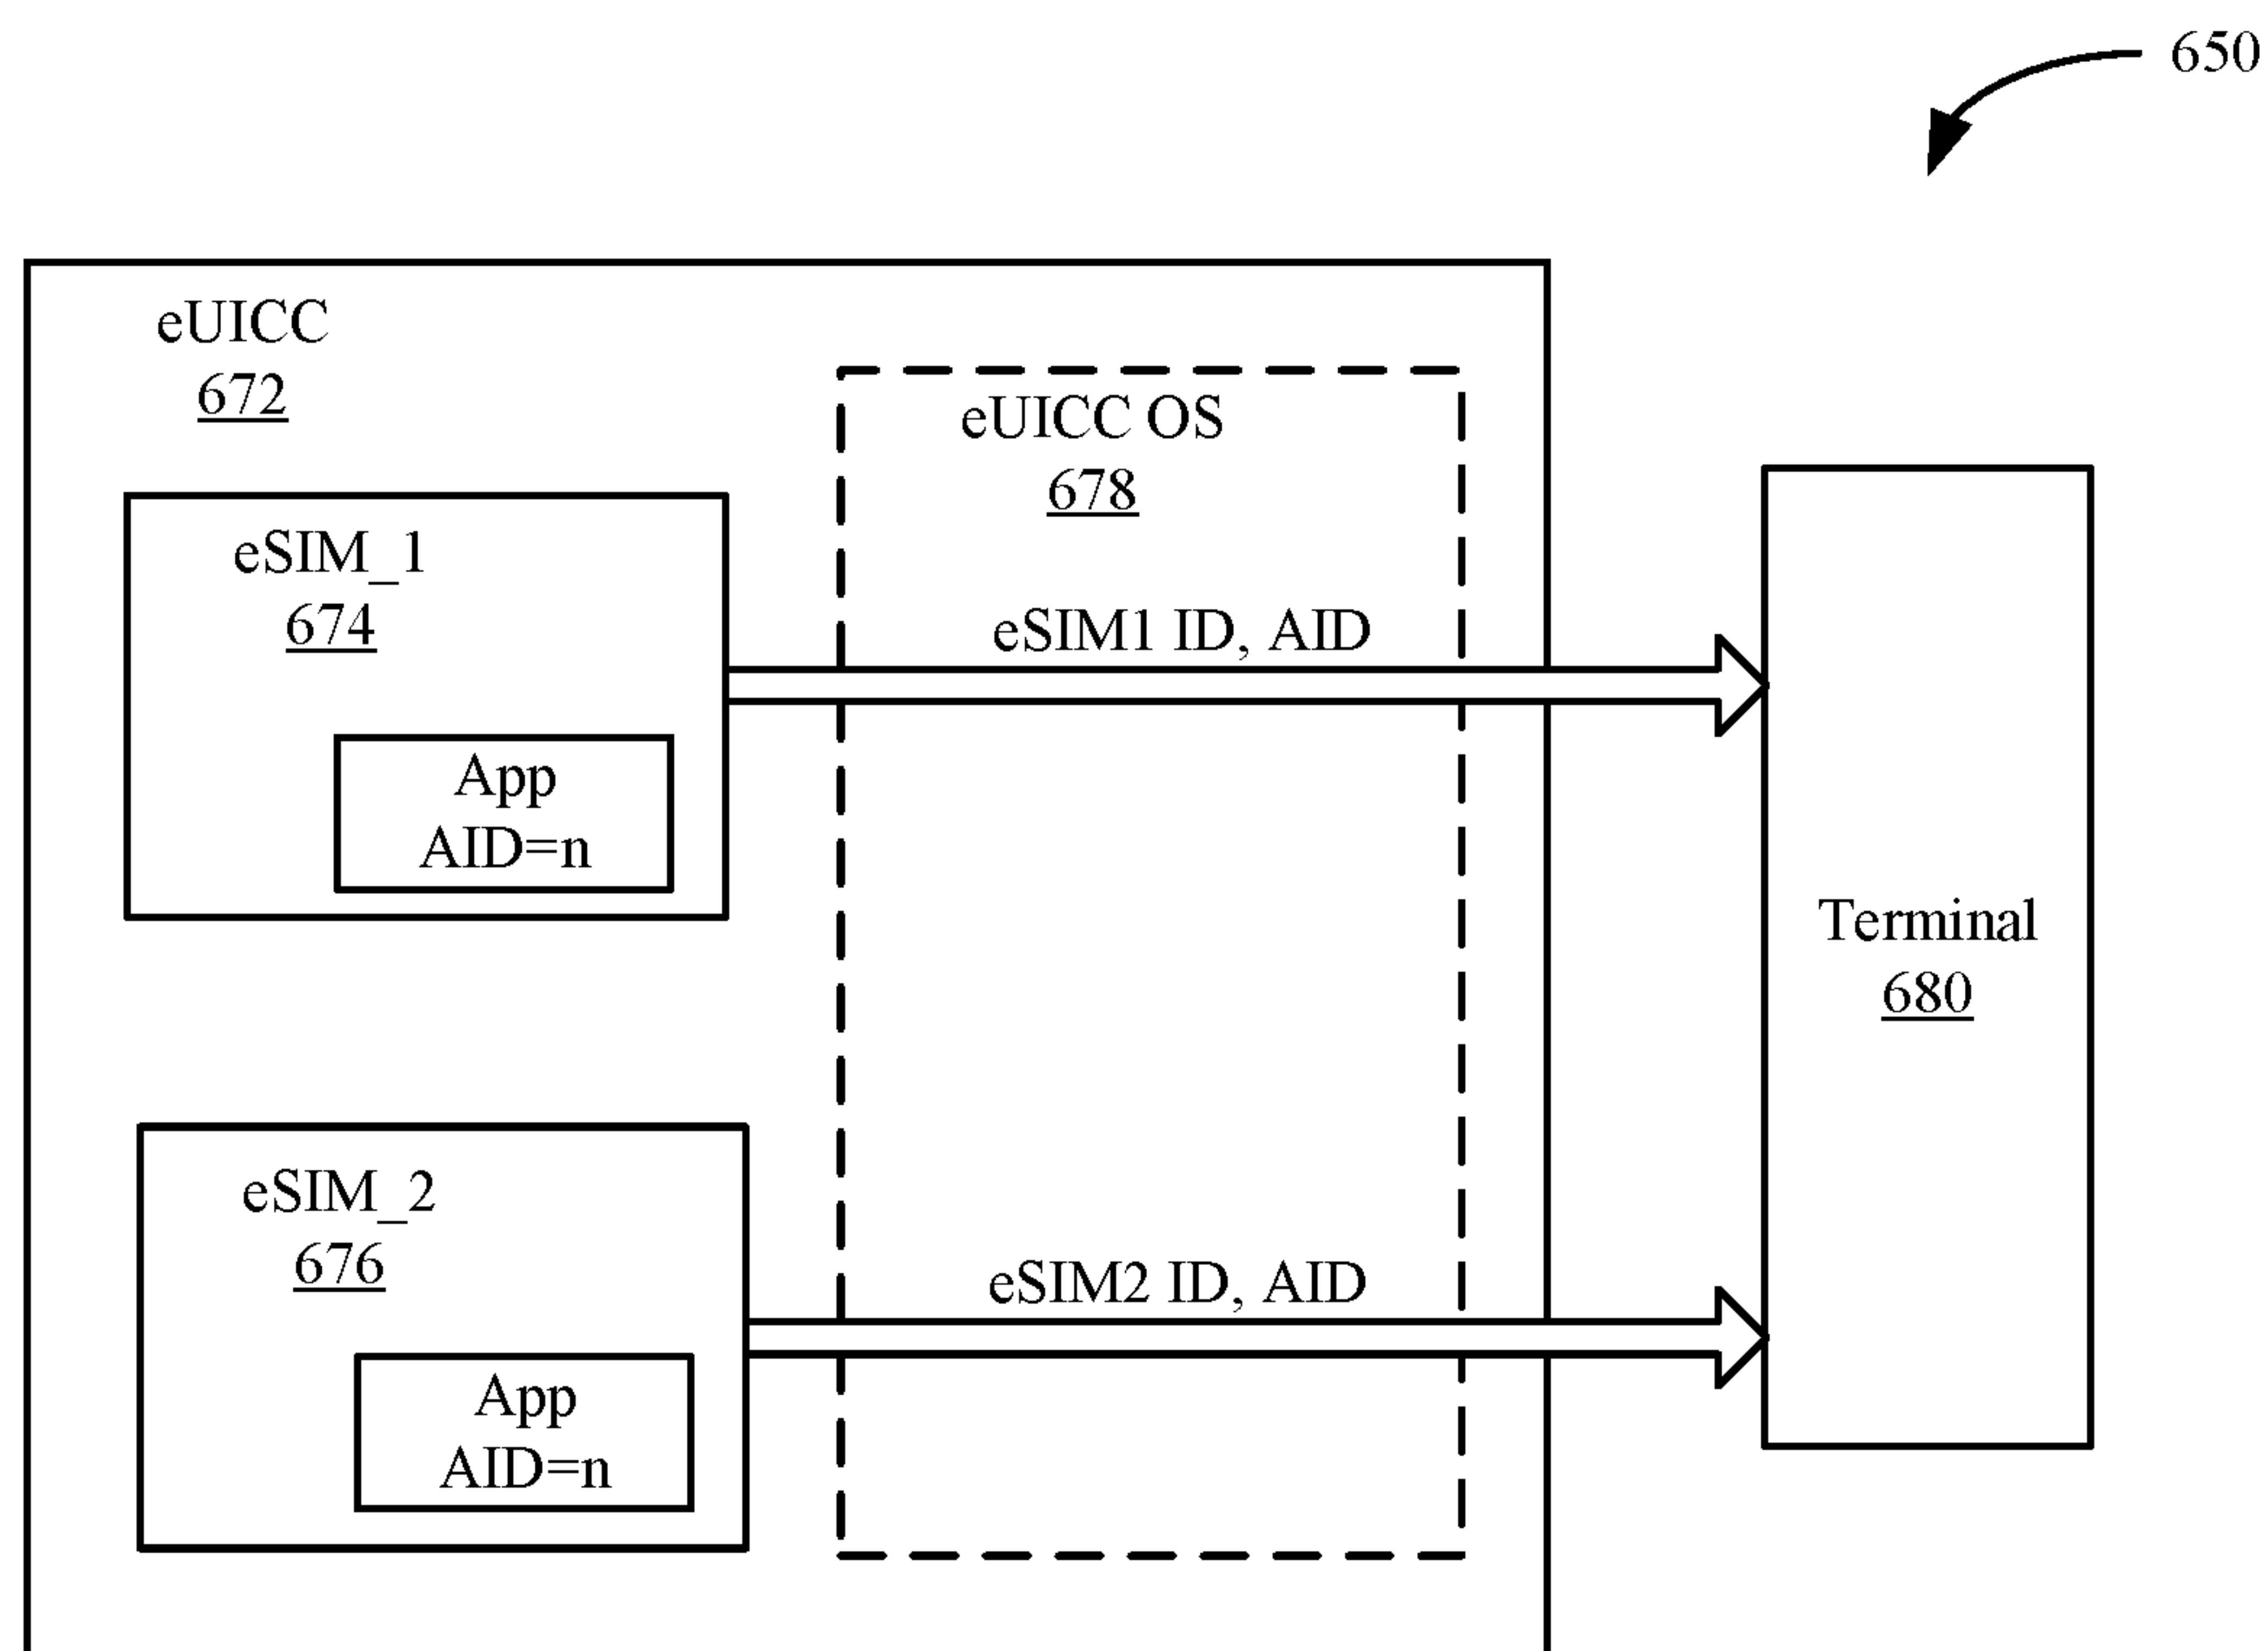 650
eUICC
672
eUICC OS
678
eSIM_1
674
eSIM1 ID, AID
App
AID=n
Terminal
680
eSIM_2
676
eSIM2 ID, AID
App
AID=n